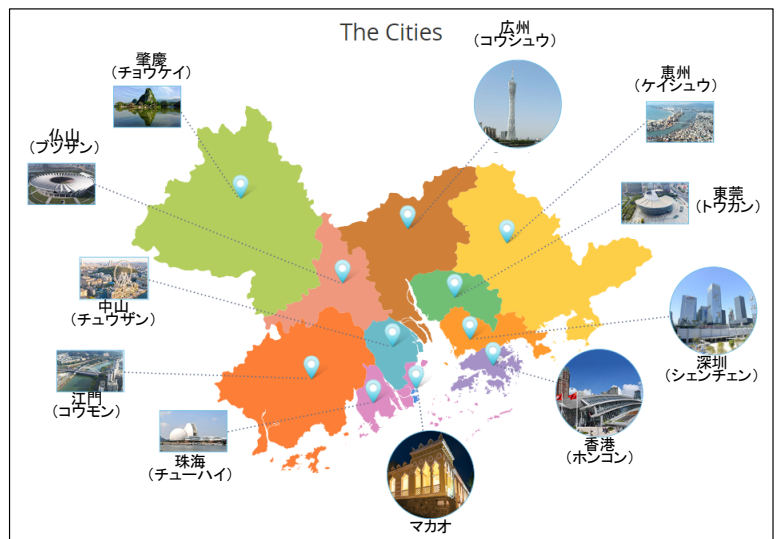 The Cities
広州
（コウシュウ）
肇慶
（チョウケイ）
恵州
（ケイシュウ）
仏山
（ブツザン）
東莞
（トウカン）
中山
（チュウザン）
深圳
（シェンチェン）
江門
（コウモン）
香港
（ホンコン）
珠海
（チューハイ）
マカオ